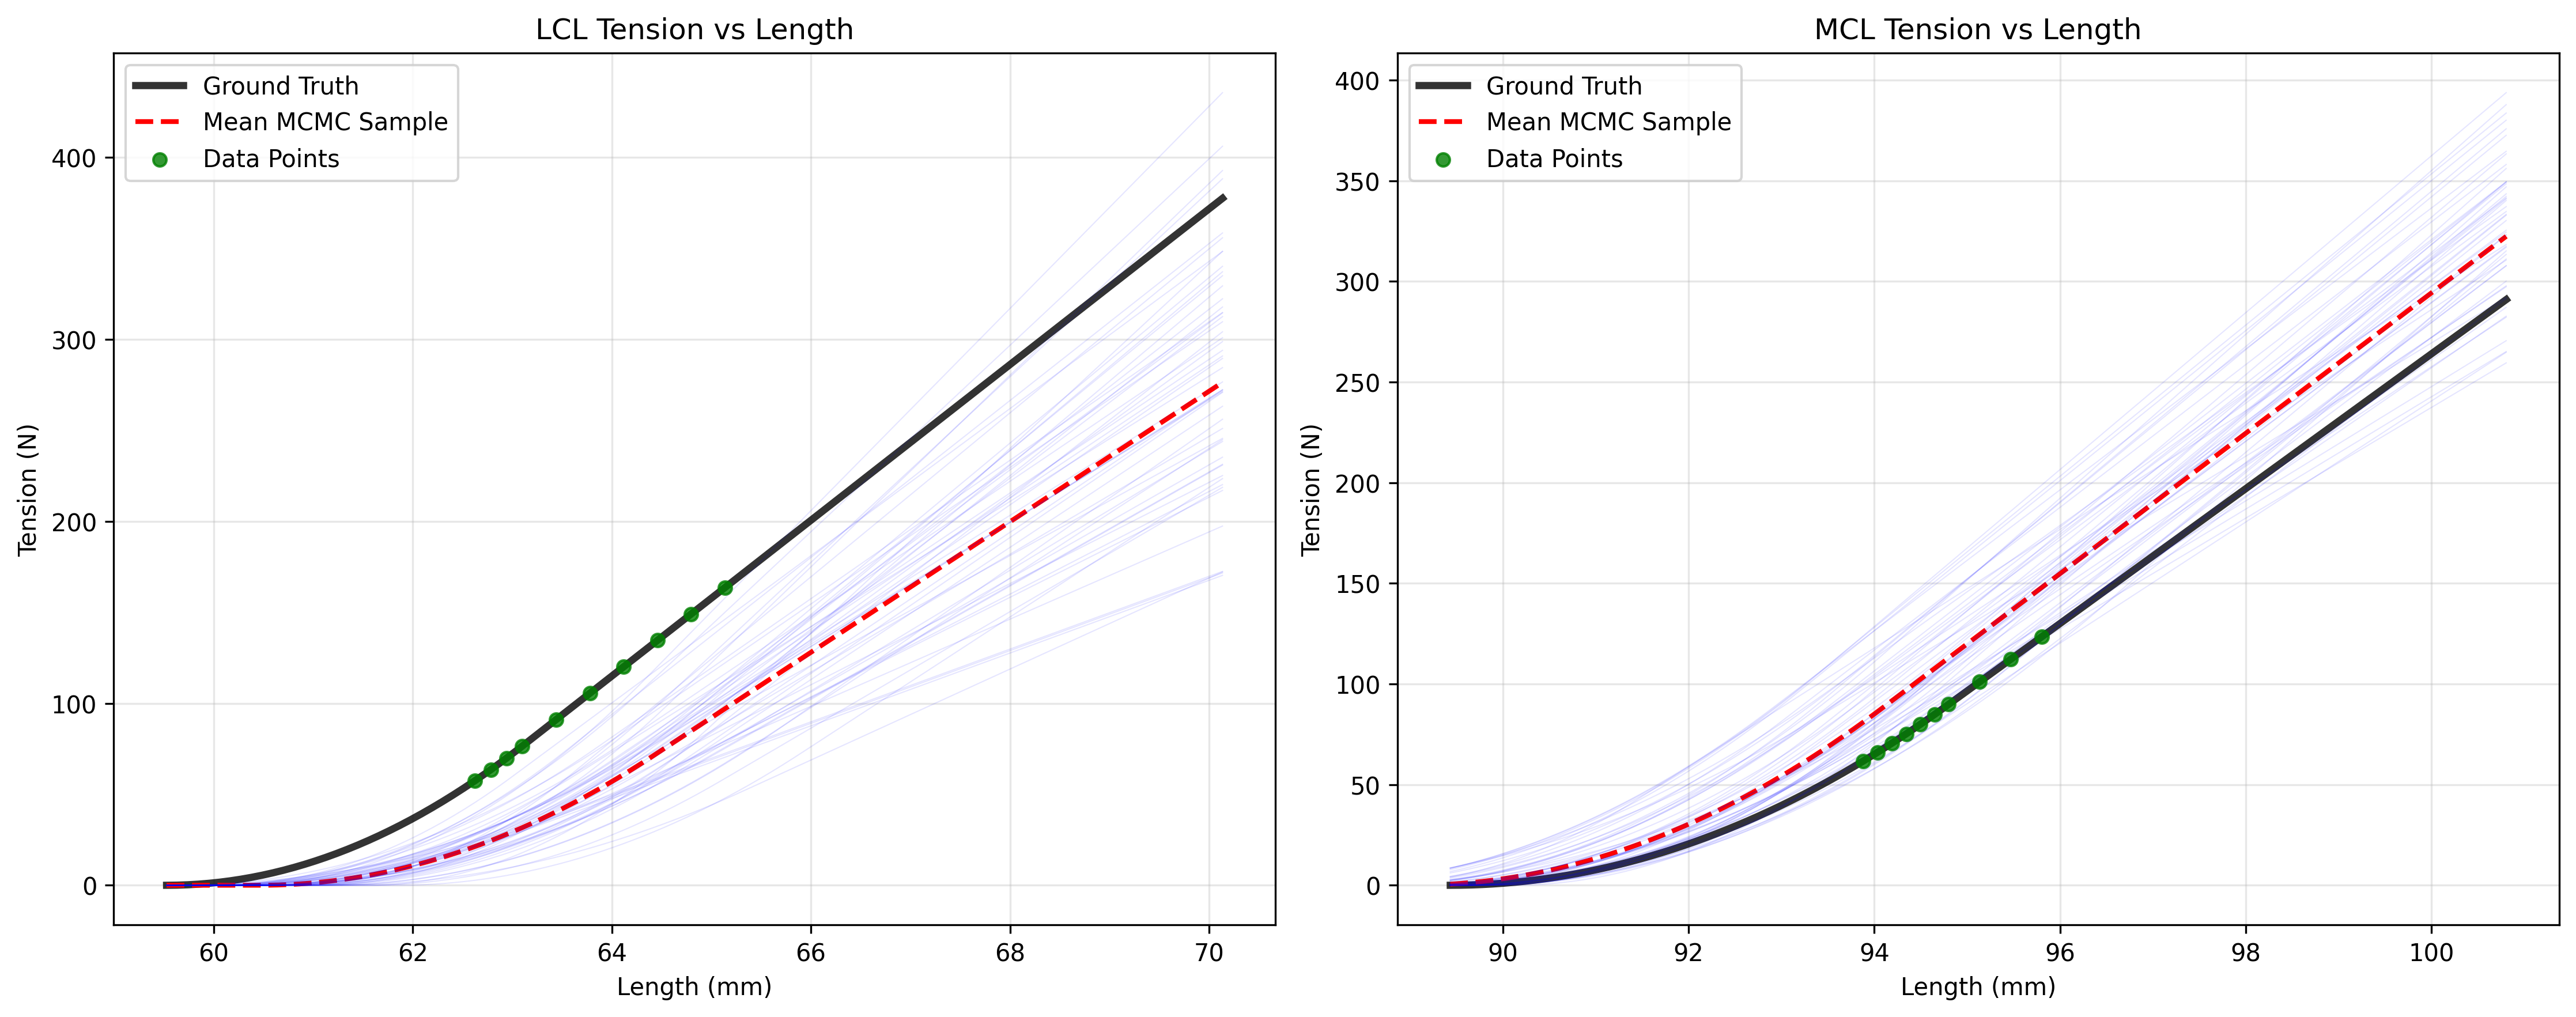 LCL Tension vs Length
Ground Truth
Mean MCMC Sample
Data Points
Tension (N)
400
300
200
100
0
60
62
64
66
68
70
Length (mm)
MCL Tension vs Length
Ground Truth
Mean MCMC Sample
Data Points
Tension (N)
400
350
300
250
200
150
100
50
0
90
92
94
96
98
100
Length (mm)